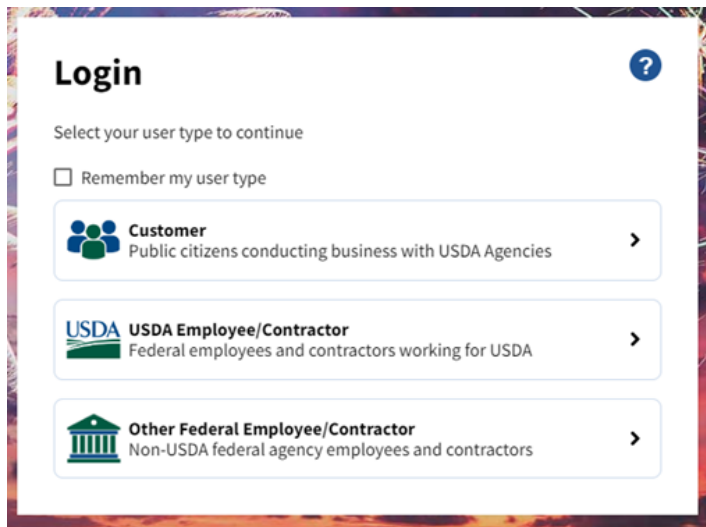 Login
?
Select your user type to continue
Remember my user type
Customer
Public citizens conducting business with USDA Agencies
USDA
USDA Employee/Contractor
Federal employees and contractors working for USDA
Other Federal Employee/Contractor
Non-USDA federal agency employees and contractors